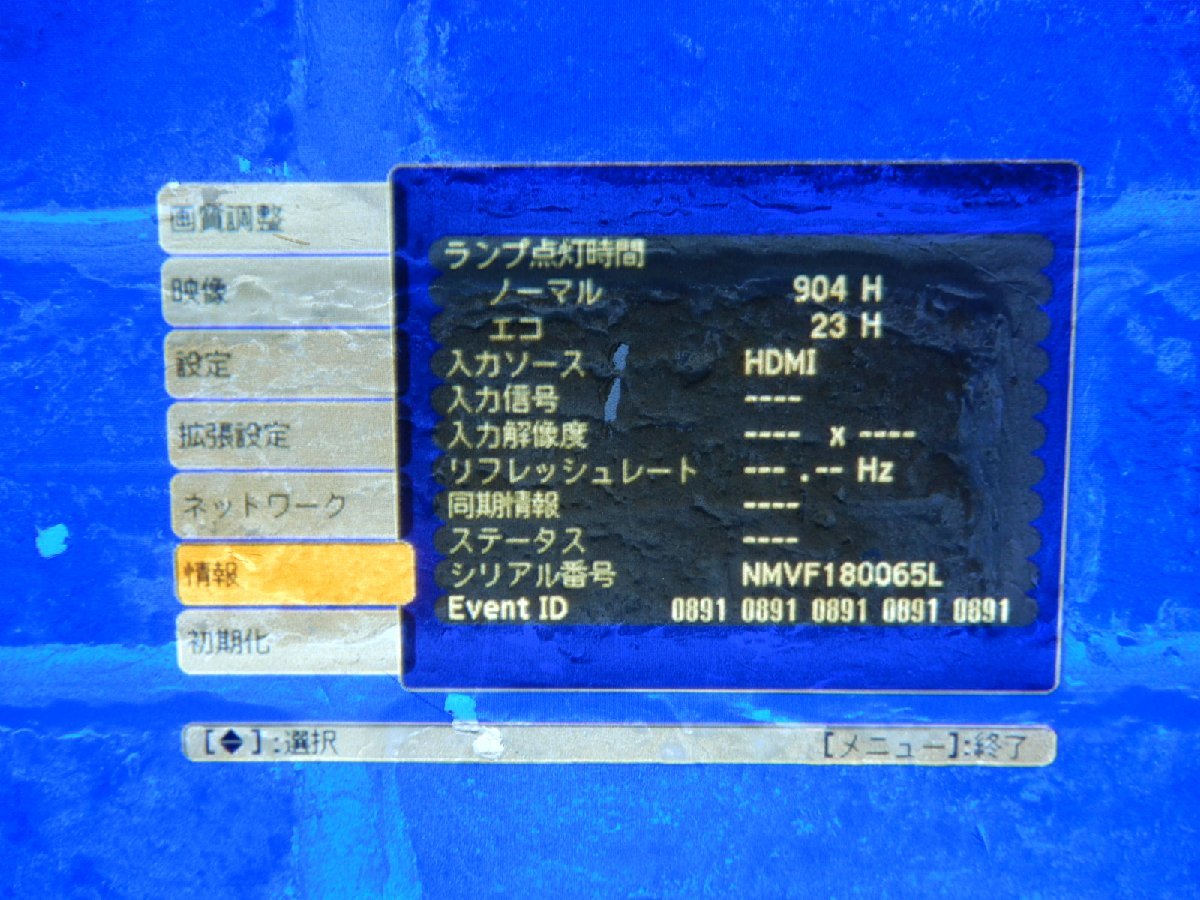 画質調整
映像
設定
拡張設定
ネットワーク
情報
初期化
ランプ点灯時間
ノーマル 904 H
エコ 23 H
入力ソース HDMI
入力信号 ----
入力解像度 ---- x ----
リフレッシュレート ---.-- Hz
同期情報 ----
ステータス ----
シリアル番号 NMVF180065L
Event ID 0891 0891 0891 0891 0891
[◆]:選択 [メニュー]:終了